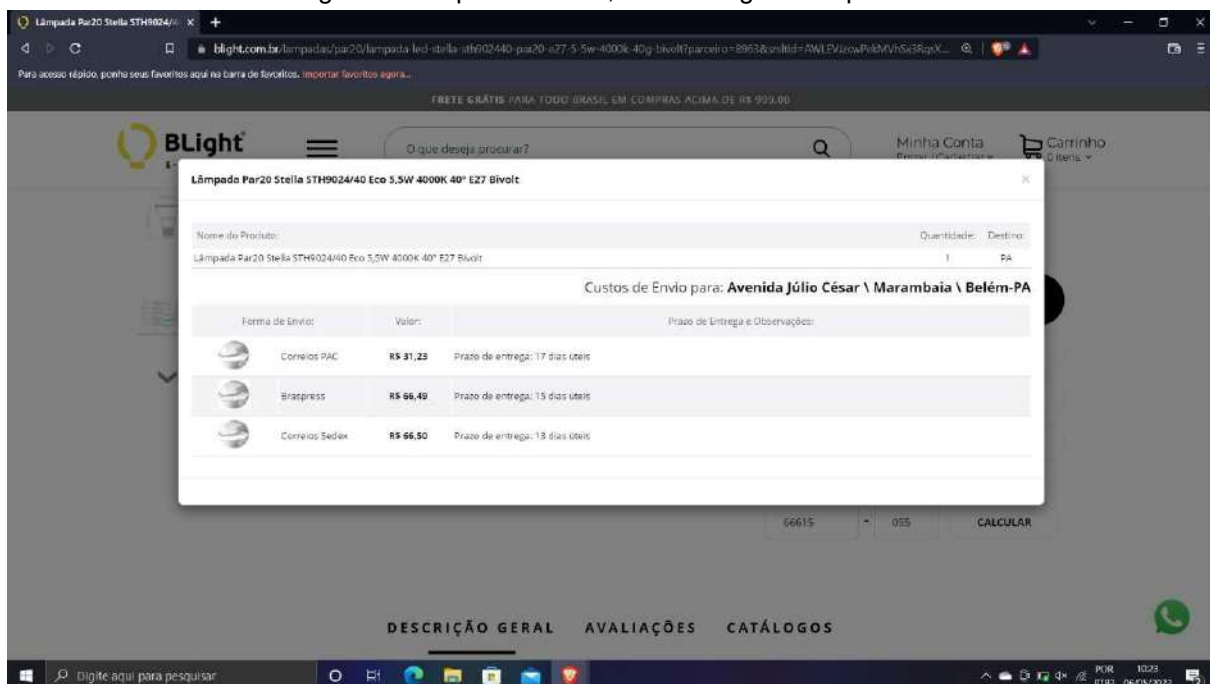 Lâmpada Par20 Stella STH9024/4
blight.com.br/lampadas/par20/lampada-led-stella-sth902440-par20-e27-5-5w-4000k-40g-bivolt?parceiro=8963&
Para acesso rápido, ponha seus favoritos aqui na barra de favoritos. Importar favoritos agora...
FRETE GRÁTIS PARA TODO BRASIL EM COMPRAS ACIMA DE R$ 999,00
BLight
O que deseja procurar?
Minha Conta
Carrinho
0 itens
Lâmpada Par20 Stella STH9024/40 Eco 5,5W 4000K 40º E27 Bivolt
Nome do Produto: Quantidade: Destino:
Lâmpada Par20 Stella STH9024/40 Eco 5,5W 4000K 40º E27 Bivolt 1 PA
Custos de Envio para: Avenida Júlio César \ Marambaia \ Belém-PA
Forma de Envio: Valor: Prazo de Entrega e Observações:
Correios PAC R$ 31,23 Prazo de entrega: 17 dias úteis
Braspress R$ 66,49 Prazo de entrega: 15 dias úteis
Correios Sedex R$ 66,50 Prazo de entrega: 13 dias úteis
66615 - 055 CALCULAR
DESCRIÇÃO GERAL AVALIAÇÕES CATÁLOGOS
Digite aqui para pesquisar
POR 10:23